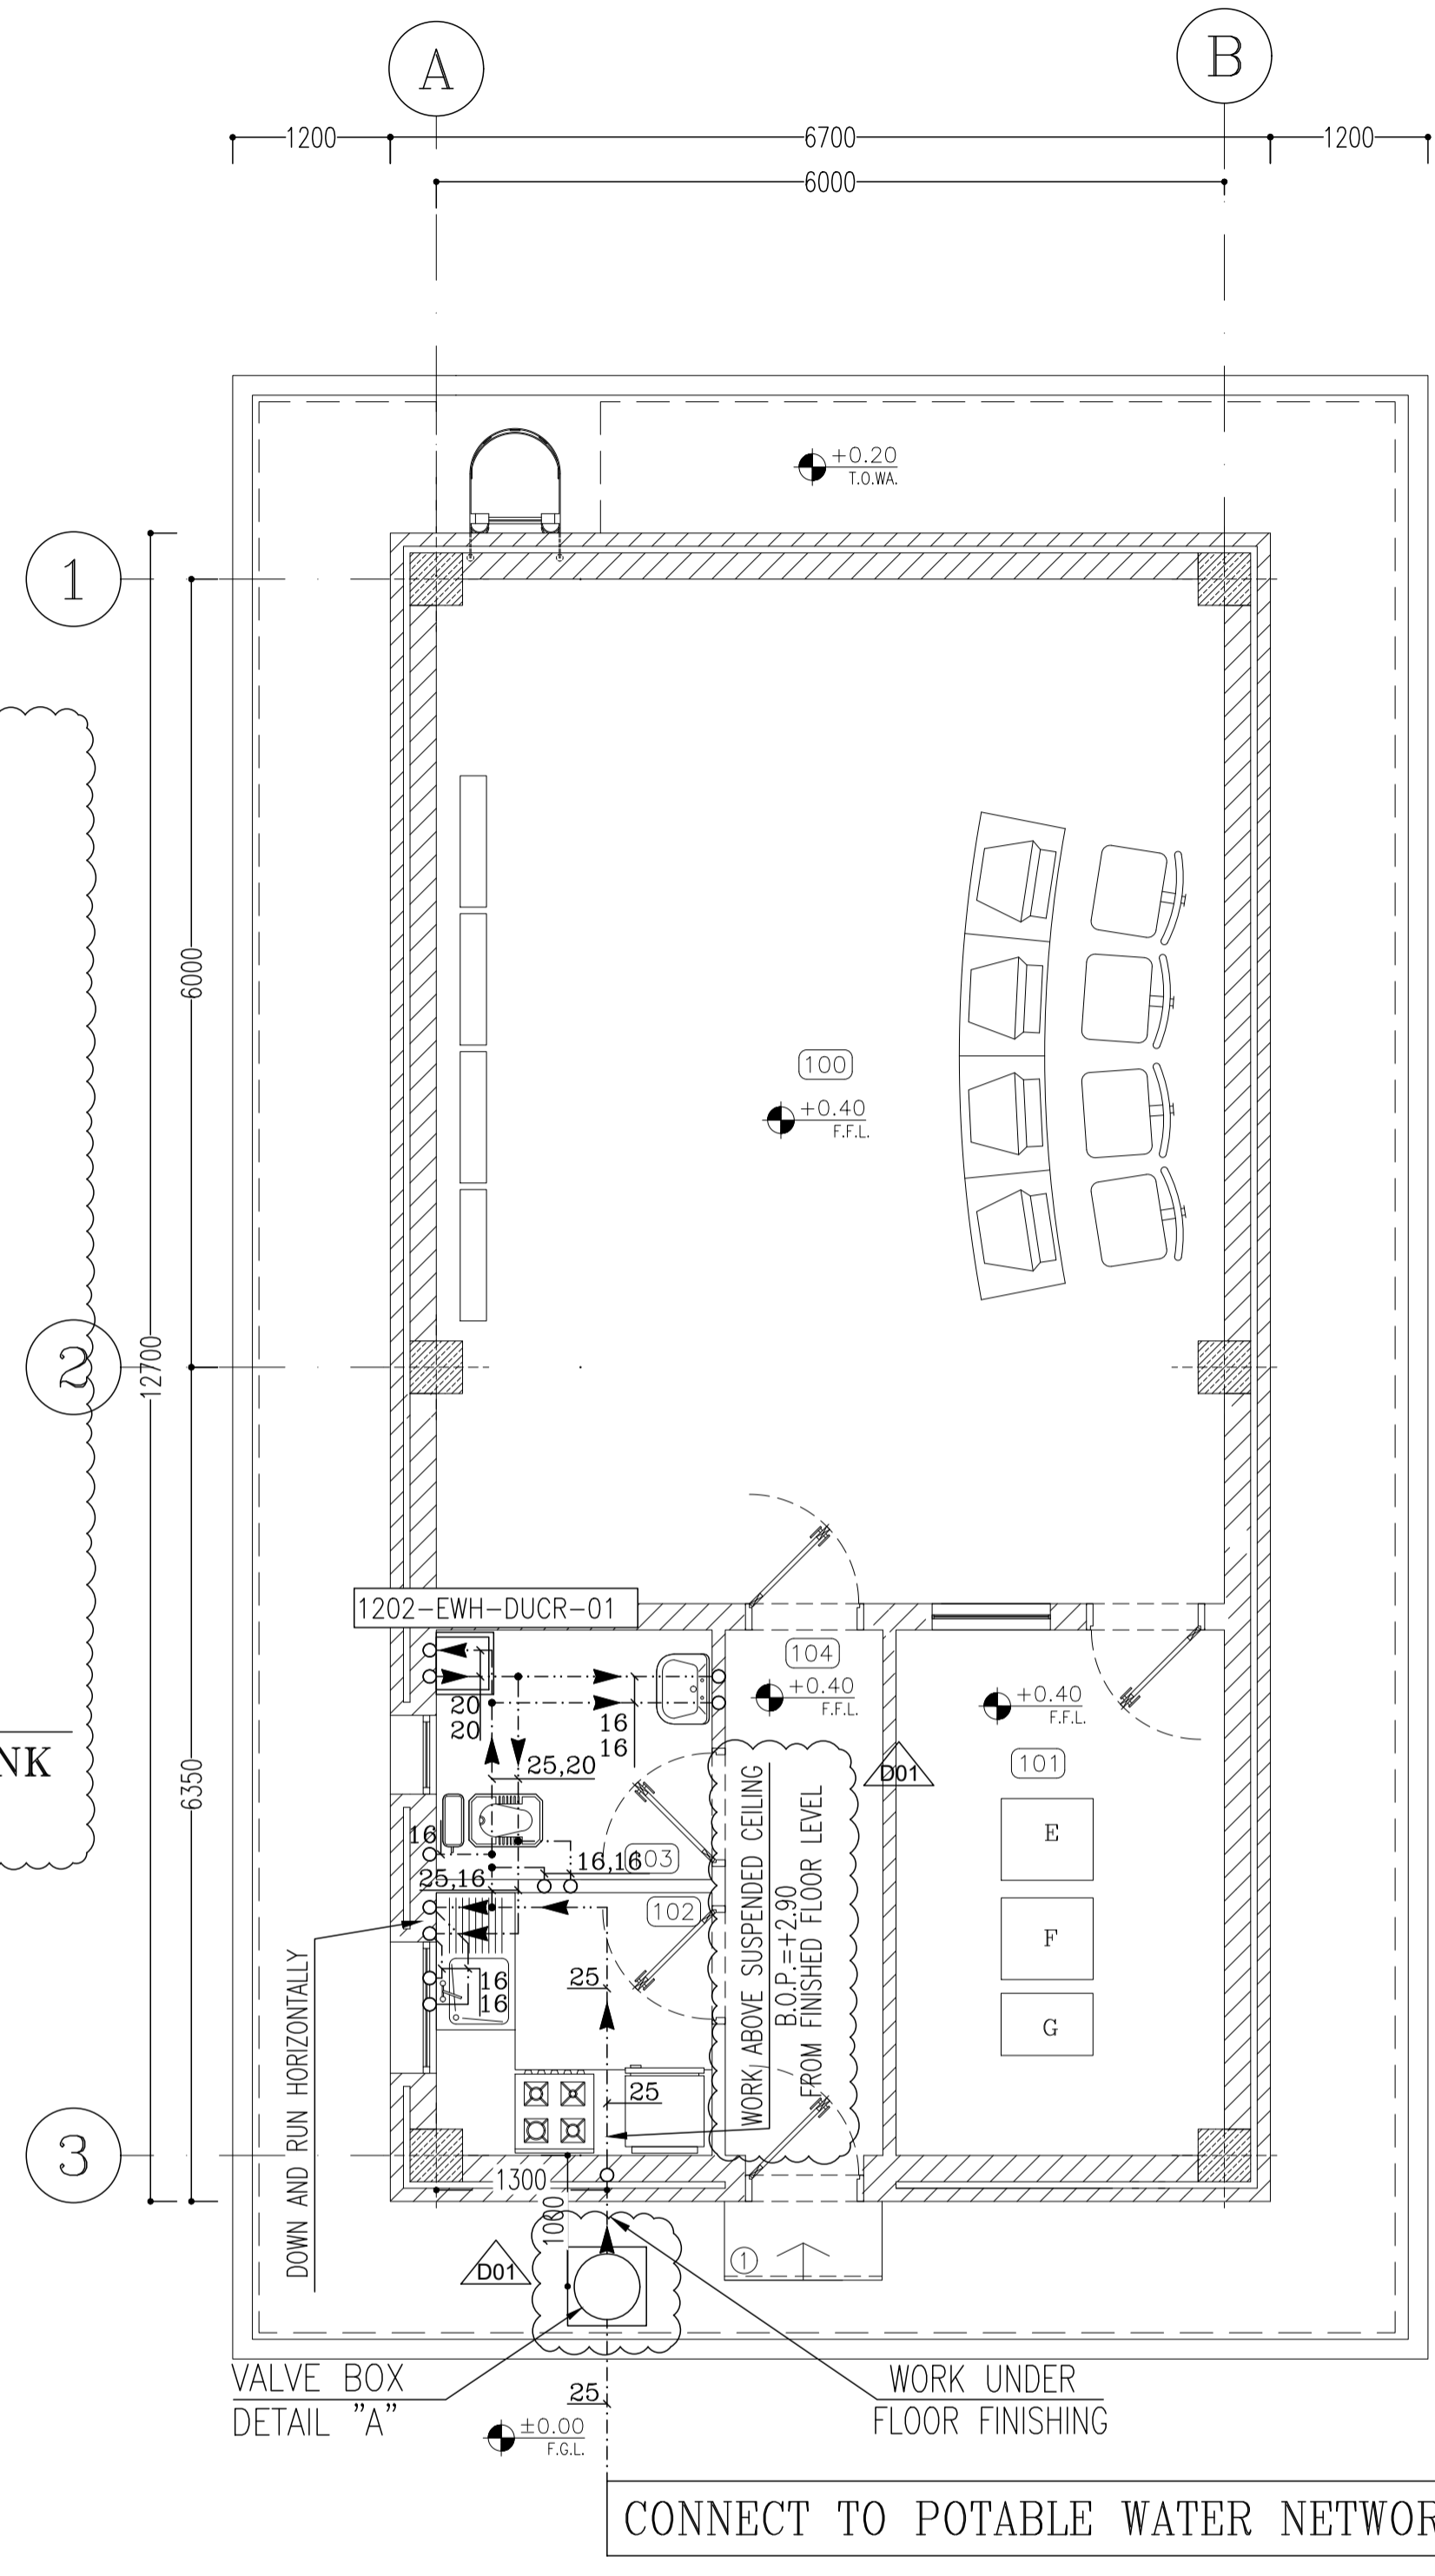 A
B
1200
6700
1200
6000
+0.20
T.O.WA.
1
6000
100
+0.40
F.F.L.
2
12700
1202-EWH-DUCR-01
104
+0.40
F.F.L.
+0.40
F.F.L.
20
20
16
16
NK
25,20
D01
101
6350
E
16
16,16
103
25,16
102
F
WORK ABOVE SUSPENDED CEILING
B.O.P.=+2.90
FROM FINISHED FLOOR LEVEL
DOWN AND RUN HORIZONTALLY
16
16
25
G
25
3
1300
1000
1
D01
VALVE BOX
DETAIL "A"
WORK UNDER
FLOOR FINISHING
25
±0.00
F.G.L.
CONNECT TO POTABLE WATER NETWOR